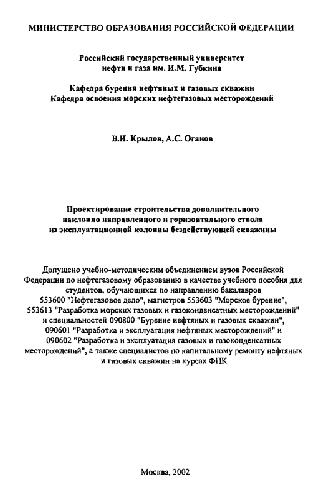 МИНИСТЕРСТВО ОБРАЗОВАНИЯ РОССИЙСКОЙ ФЕДЕРАЦИИ
Российский государственный университет
нефти и газа им. И.М. Губкина
Кафедра бурения нефтяных и газовых скважин
Кафедра освоения морских нефтегазовых месторождений
В.И. Крылов, А.С. Оганов
Проектирование строительства дополнительного
наклонно направленного и горизонтального ствола
из эксплуатационной колонны бездействующей скважины
Допущено учебно-методическим объединением вузов Российской
Федерации по нефтегазовому образованию в качестве учебного пособия для
студентов, обучающихся по направлению бакалавров
553600 "Нефтегазовое дело", магистров 553603 "Морское бурение",
553613 "Разработка морских газовых и газоконденсатных месторождений"
и специальностей 090800 "Бурение нефтяных и газовых скважин",
090601 "Разработка и эксплуатация нефтяных месторождений" и
090602 "Разработка и эксплуатация газовых и газоконденсатных
месторождений", а также специалистов по капитальному ремонту нефтяных
и газовых скважин на курсах ФПК
Москва, 2002